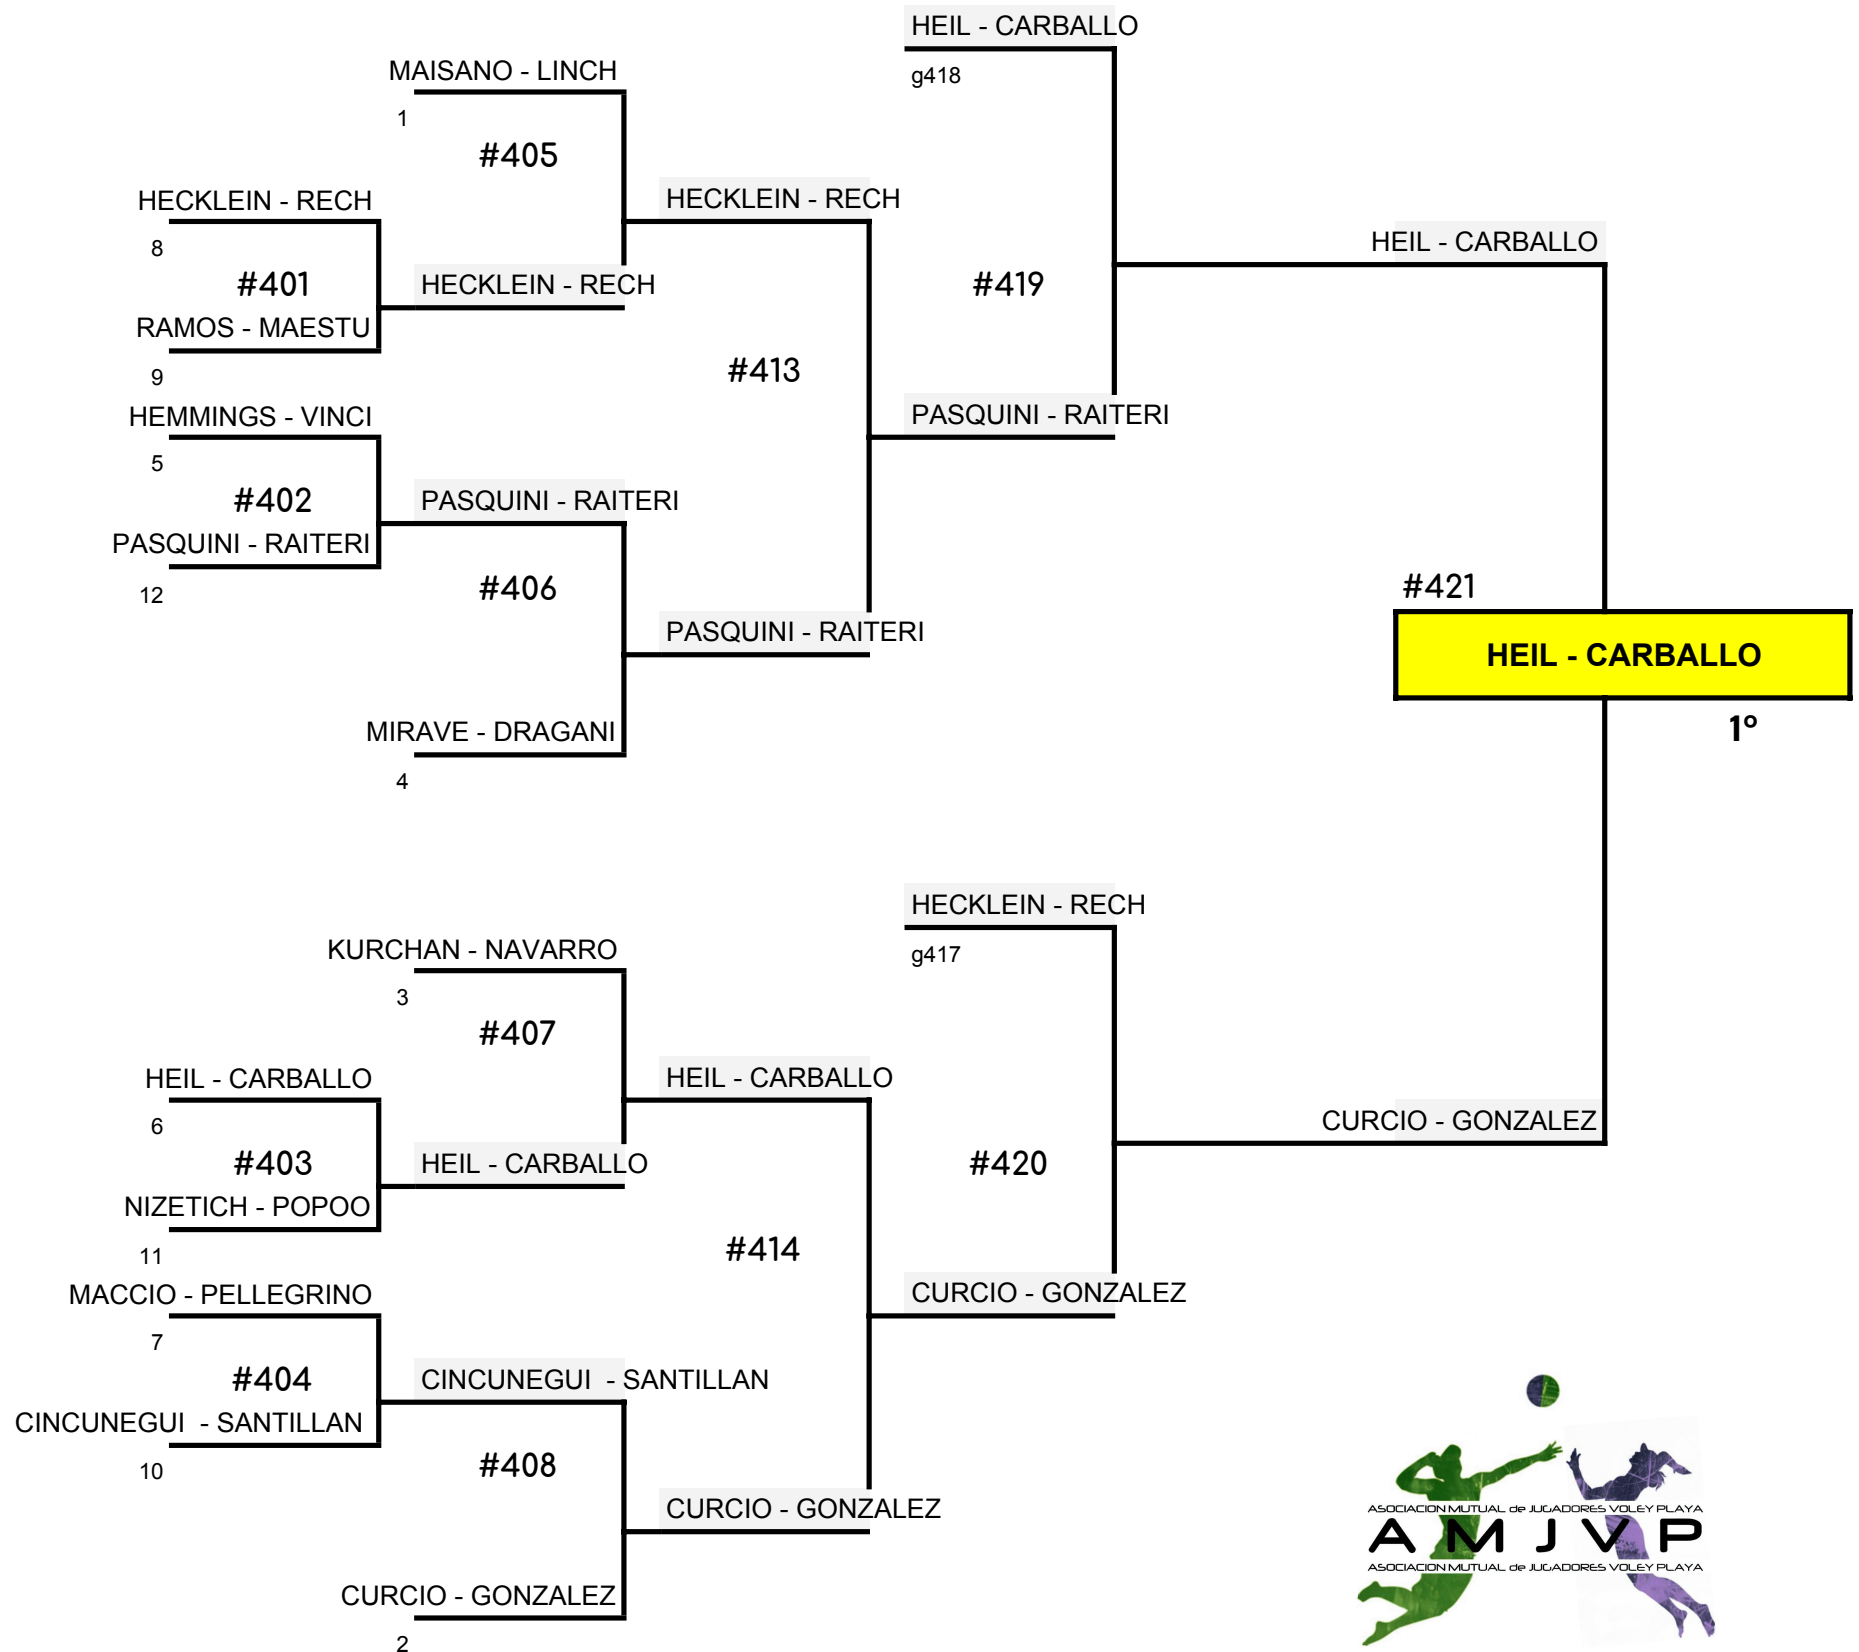 HEIL - CARBALLO
g418
MAISANO - LINCH
1
#405
HECKLEIN - RECH
8
#401
RAMOS - MAESTU
9
HECKLEIN - RECH
HECKLEIN - RECH
#419
HEIL - CARBALLO
#413
HEMMINGS - VINCI
5
#402
PASQUINI - RAITERI
12
PASQUINI - RAITERI
PASQUINI - RAITERI
#406
PASQUINI - RAITERI
MIRAVE - DRAGANI
4
#421
HEIL - CARBALLO
1º
HECKLEIN - RECH
g417
KURCHAN - NAVARRO
3
#407
HEIL - CARBALLO
6
#403
NIZETICH - POPOO
11
HEIL - CARBALLO
HEIL - CARBALLO
#420
CURCIO - GONZALEZ
#414
MACCIO - PELLEGRINO
7
#404
CINCUNEGUI  - SANTILLAN
10
CINCUNEGUI  - SANTILLAN
CURCIO - GONZALEZ
#408
CURCIO - GONZALEZ
CURCIO - GONZALEZ
2
ASOCIACION MUTUAL de JUGADORES VOLEY PLAYA
AMJVP
ASOCIACION MUTUAL de JUGADORES VOLEY PLAYA